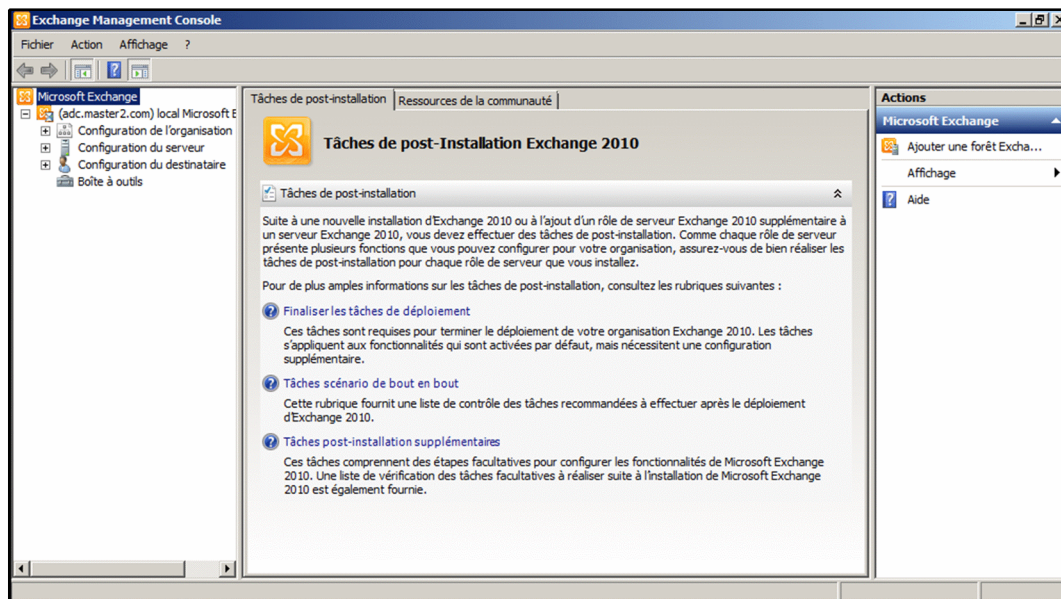 Exchange Management Console
Fichier Action Affichage ?
Microsoft Exchange
(adc.master2.com) local Microsoft E
Configuration de l'organisation
Configuration du serveur
Configuration du destinataire
Boîte à outils
Tâches de post-installation
Ressources de la communauté
Tâches de post-Installation Exchange 2010
Tâches de post-installation
Suite à une nouvelle installation d'Exchange 2010 ou à l'ajout d'un rôle de serveur Exchange 2010 supplémentaire à
un serveur Exchange 2010, vous devez effectuer des tâches de post-installation. Comme chaque rôle de serveur
présente plusieurs fonctions que vous pouvez configurer pour votre organisation, assurez-vous de bien réaliser les
tâches de post-installation pour chaque rôle de serveur que vous installez.
Pour de plus amples informations sur les tâches de post-installation, consultez les rubriques suivantes :
Finaliser les tâches de déploiement
Ces tâches sont requises pour terminer le déploiement de votre organisation Exchange 2010. Les tâches
s'appliquent aux fonctionnalités qui sont activées par défaut, mais nécessitent une configuration
supplémentaire.
Tâches scénario de bout en bout
Cette rubrique fournit une liste de contrôle des tâches recommandées à effectuer après le déploiement
d'Exchange 2010.
Tâches post-installation supplémentaires
Ces tâches comprennent des étapes facultatives pour configurer les fonctionnalités de Microsoft Exchange
2010. Une liste de vérification des tâches facultatives à réaliser suite à l'installation de Microsoft Exchange
2010 est également fournie.
Actions
Microsoft Exchange
Ajouter une forêt Excha...
Affichage
Aide